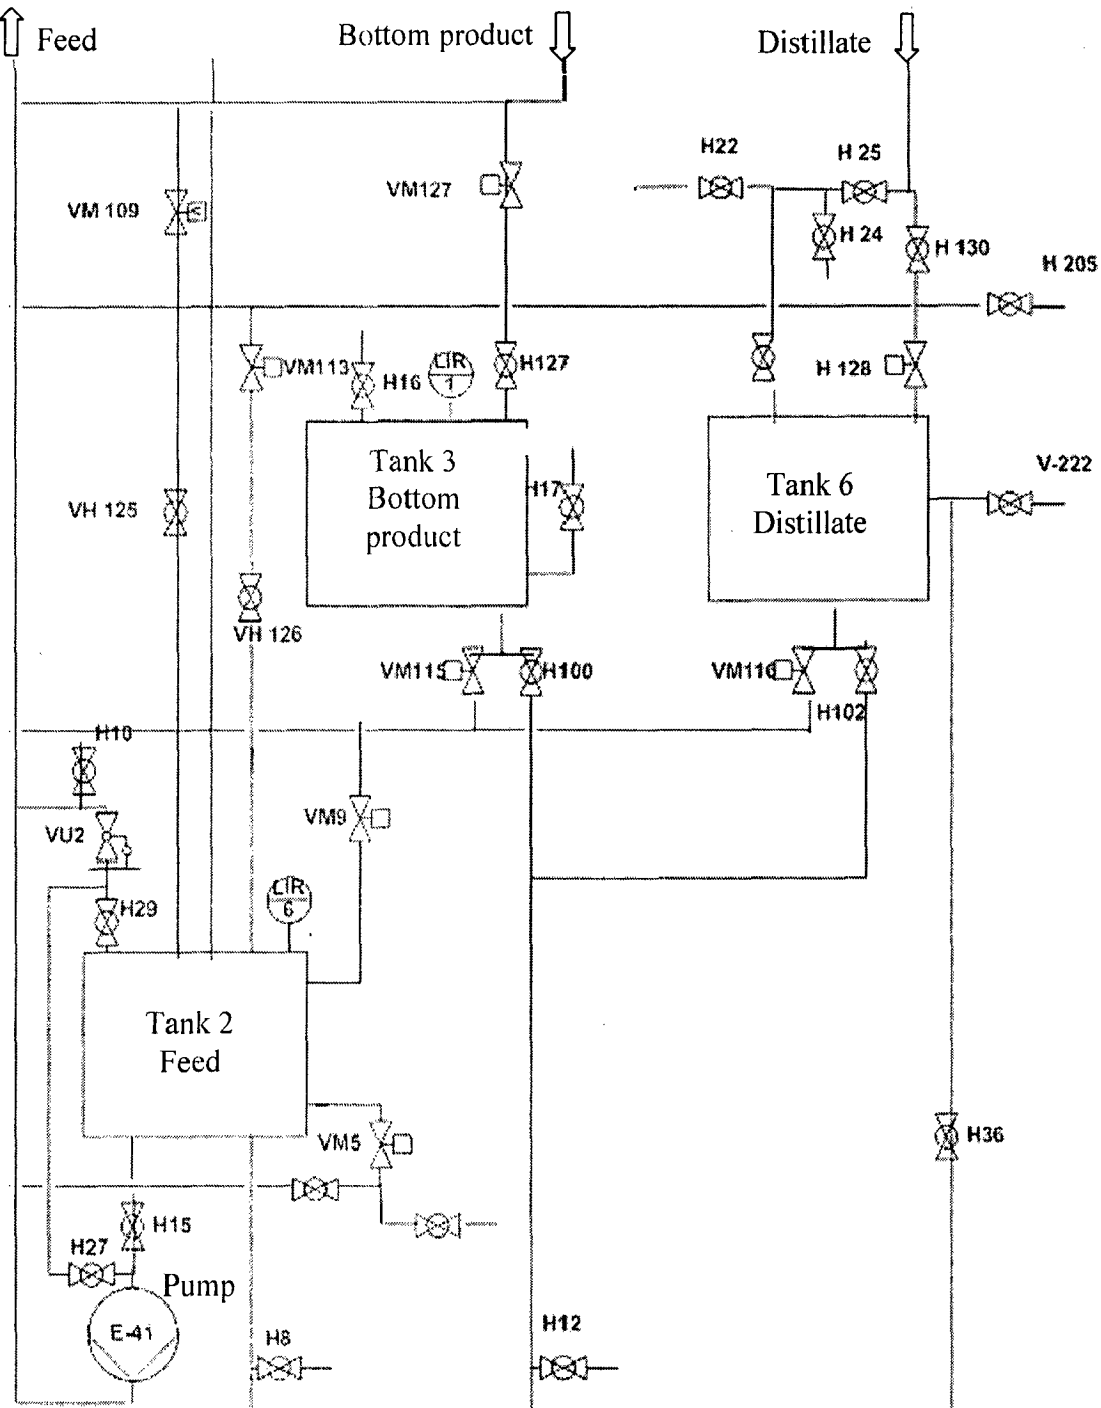 Feed
Bottom product
Distillate
H22
H 25
VM 109
VM127
H 24
H 130
H 205
VM113
H16
LIR
1
H127
H 128
Tank 3
Bottom
product
H17
Tank 6
Distillate
V-222
VH 125
VH 126
VM115
H100
VM116
H102
H10
VU2
VM9
H29
LIR
6
Tank 2
Feed
VM5
H36
H15
H27
Pump
E-41
H8
H12